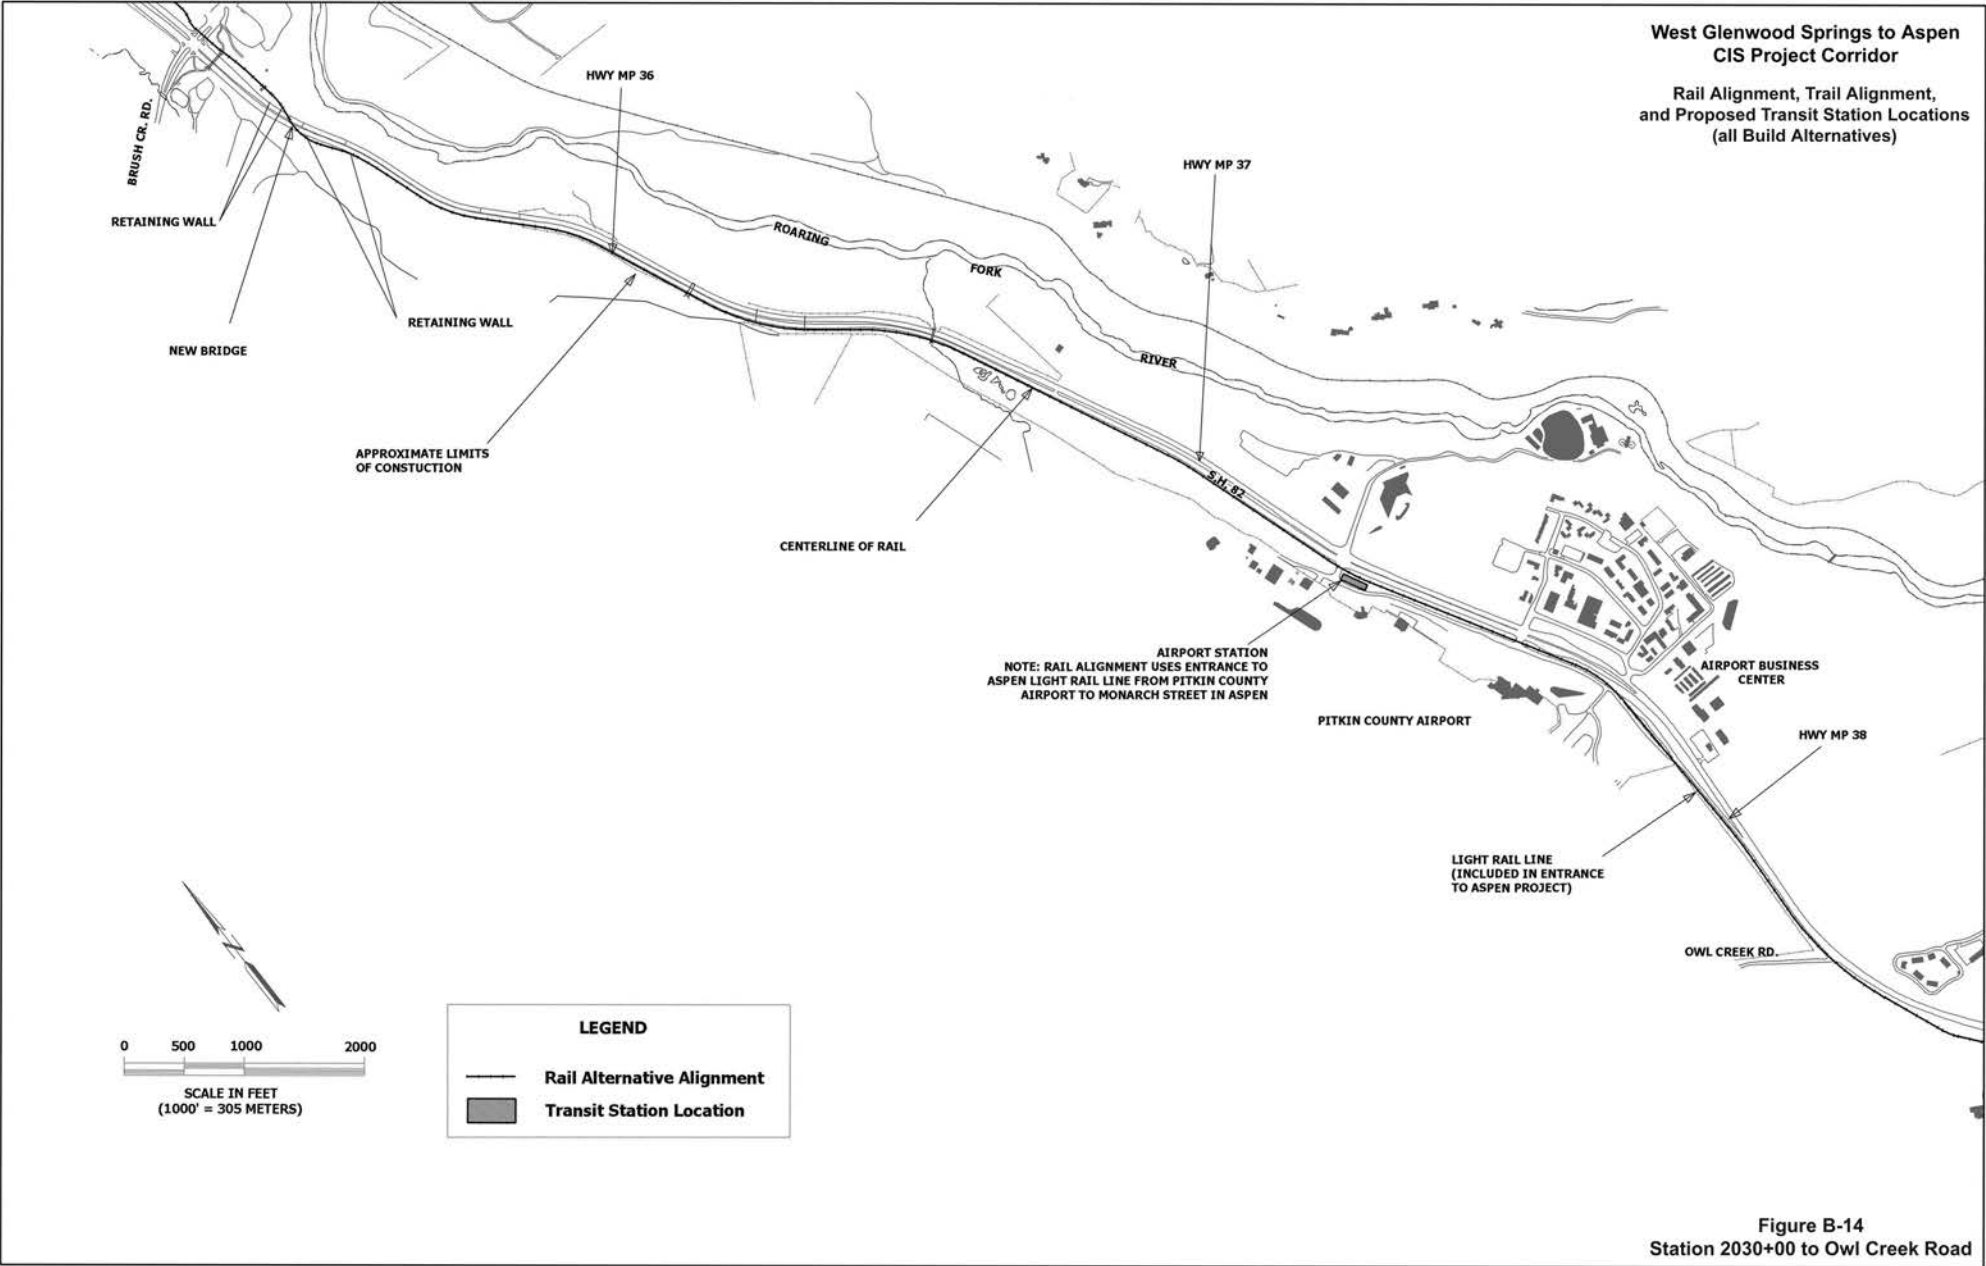 West Glenwood Springs to Aspen
CIS Project Corridor
Rail Alignment, Trail Alignment,
and Proposed Transit Station Locations
(all Build Alternatives)
HWY MP 36
BRUSH CR. RD.
HWY MP 37
RETAINING WALL
ROARING
FORK
RIVER
RETAINING WALL
NEW BRIDGE
APPROXIMATE LIMITS
OF CONSTUCTION
S.H. 82
CENTERLINE OF RAIL
AIRPORT STATION
NOTE: RAIL ALIGNMENT USES ENTRANCE TO
ASPEN LIGHT RAIL LINE FROM PITKIN COUNTY
AIRPORT TO MONARCH STREET IN ASPEN
AIRPORT BUSINESS
CENTER
PITKIN COUNTY AIRPORT
HWY MP 38
LIGHT RAIL LINE
(INCLUDED IN ENTRANCE
TO ASPEN PROJECT)
OWL CREEK RD.
N
0 500 1000 2000
SCALE IN FEET
(1000' = 305 METERS)
LEGEND
Rail Alternative Alignment
Transit Station Location
Figure B-14
Station 2030+00 to Owl Creek Road